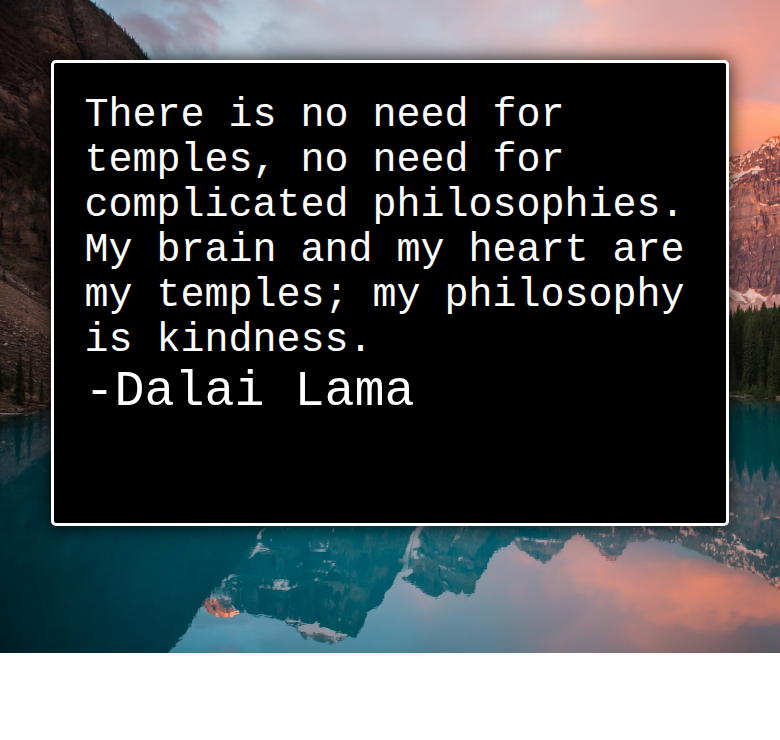 There is no need for
temples, no need for
complicated philosophies.
My brain and my heart are
my temples; my philosophy
is kindness.
-Dalai Lama